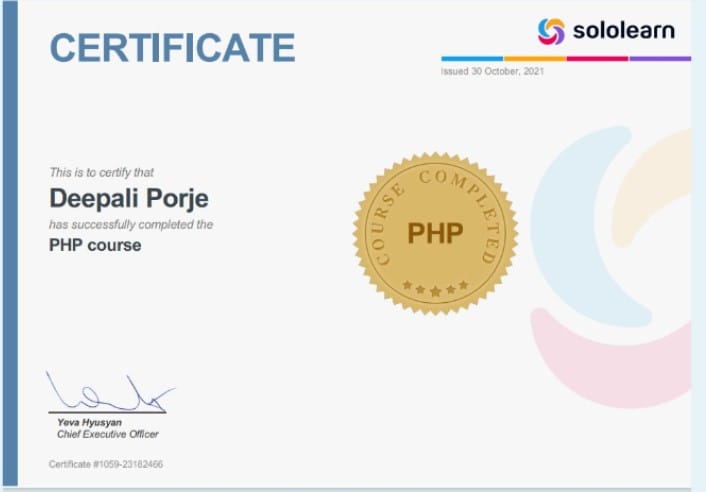 CERTIFICATE
sololearn
Issued 30 October, 2021
This is to certify that
Deepali Porje
has successfully completed the
PHP course
COURSE COMPLETED
PHP
Yeva Hyusyan
Chief Executive Officer
Certificate #1059-23182466